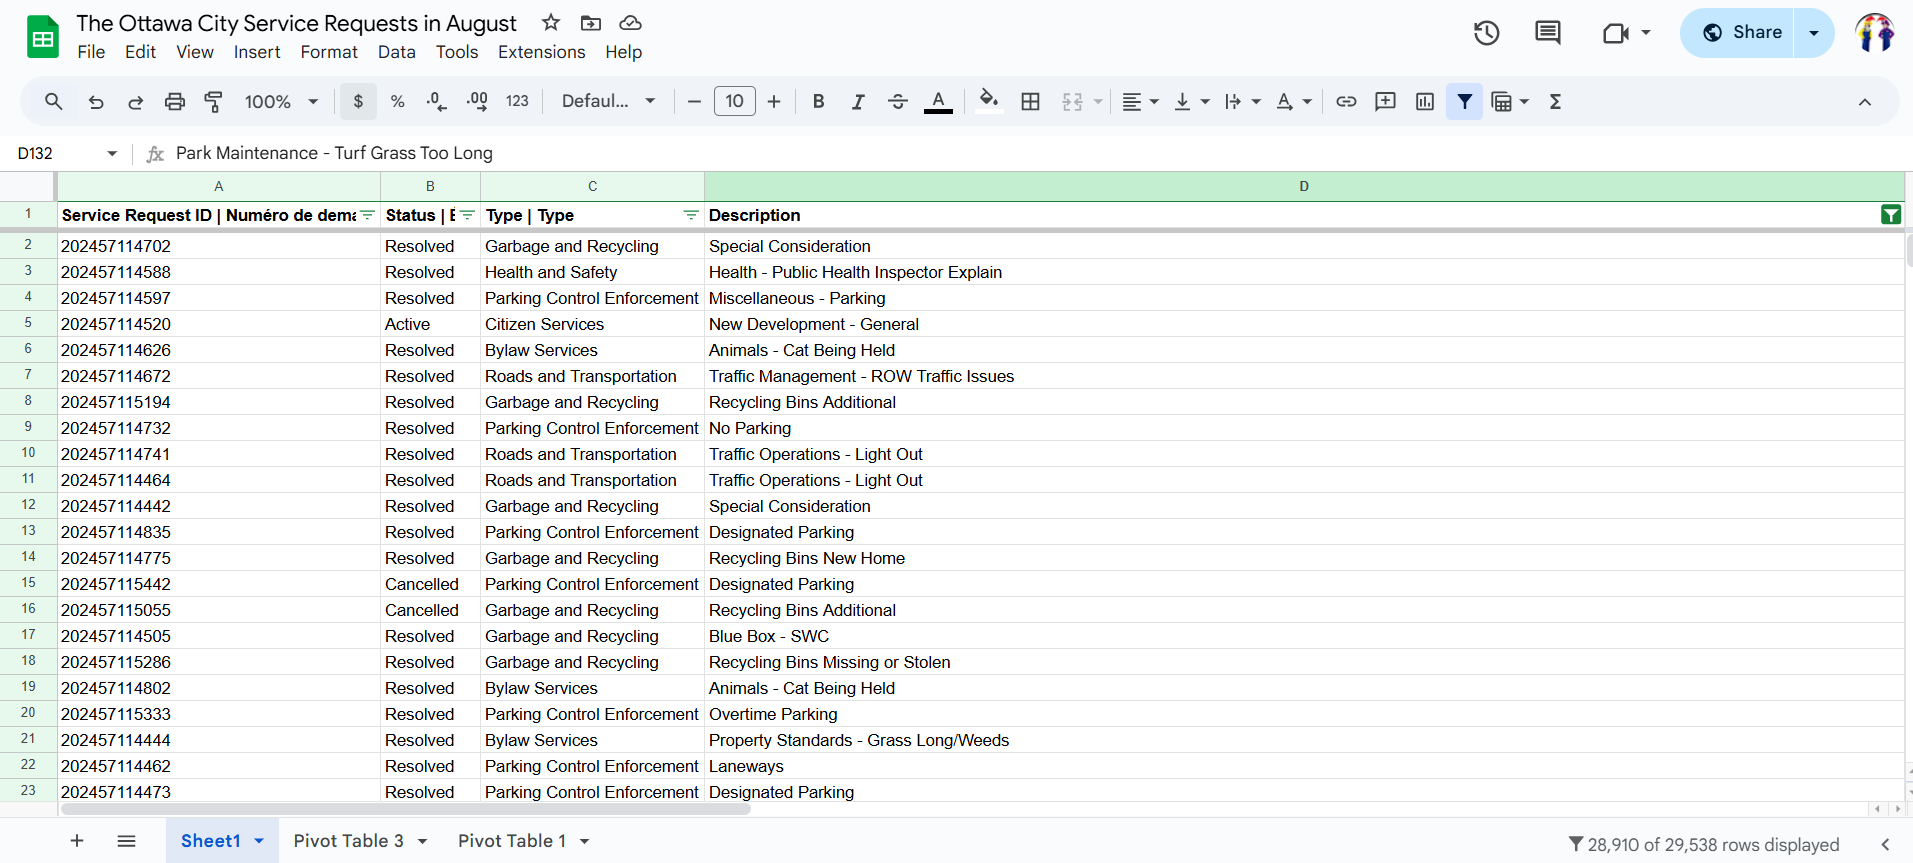 The Ottawa City Service Requests in August
File Edit View Insert Format Data Tools Extensions Help
Share
100% $ % .0 .00 123 Defaul... 10 B I S A A Σ
D132 fx Park Maintenance - Turf Grass Too Long
A B C D
1 Service Request ID | Numéro de dema Status | E Type | Type Description
2 202457114702 Resolved Garbage and Recycling Special Consideration
3 202457114588 Resolved Health and Safety Health - Public Health Inspector Explain
4 202457114597 Resolved Parking Control Enforcement Miscellaneous - Parking
5 202457114520 Active Citizen Services New Development - General
6 202457114626 Resolved Bylaw Services Animals - Cat Being Held
7 202457114672 Resolved Roads and Transportation Traffic Management - ROW Traffic Issues
8 202457115194 Resolved Garbage and Recycling Recycling Bins Additional
9 202457114732 Resolved Parking Control Enforcement No Parking
10 202457114741 Resolved Roads and Transportation Traffic Operations - Light Out
11 202457114464 Resolved Roads and Transportation Traffic Operations - Light Out
12 202457114442 Resolved Garbage and Recycling Special Consideration
13 202457114835 Resolved Parking Control Enforcement Designated Parking
14 202457114775 Resolved Garbage and Recycling Recycling Bins New Home
15 202457115442 Cancelled Parking Control Enforcement Designated Parking
16 202457115055 Cancelled Garbage and Recycling Recycling Bins Additional
17 202457114505 Resolved Garbage and Recycling Blue Box - SWC
18 202457115286 Resolved Garbage and Recycling Recycling Bins Missing or Stolen
19 202457114802 Resolved Bylaw Services Animals - Cat Being Held
20 202457115333 Resolved Parking Control Enforcement Overtime Parking
21 202457114444 Resolved Bylaw Services Property Standards - Grass Long/Weeds
22 202457114462 Resolved Parking Control Enforcement Laneways
23 202457114473 Resolved Parking Control Enforcement Designated Parking
Sheet1 Pivot Table 3 Pivot Table 1 28,910 of 29,538 rows displayed